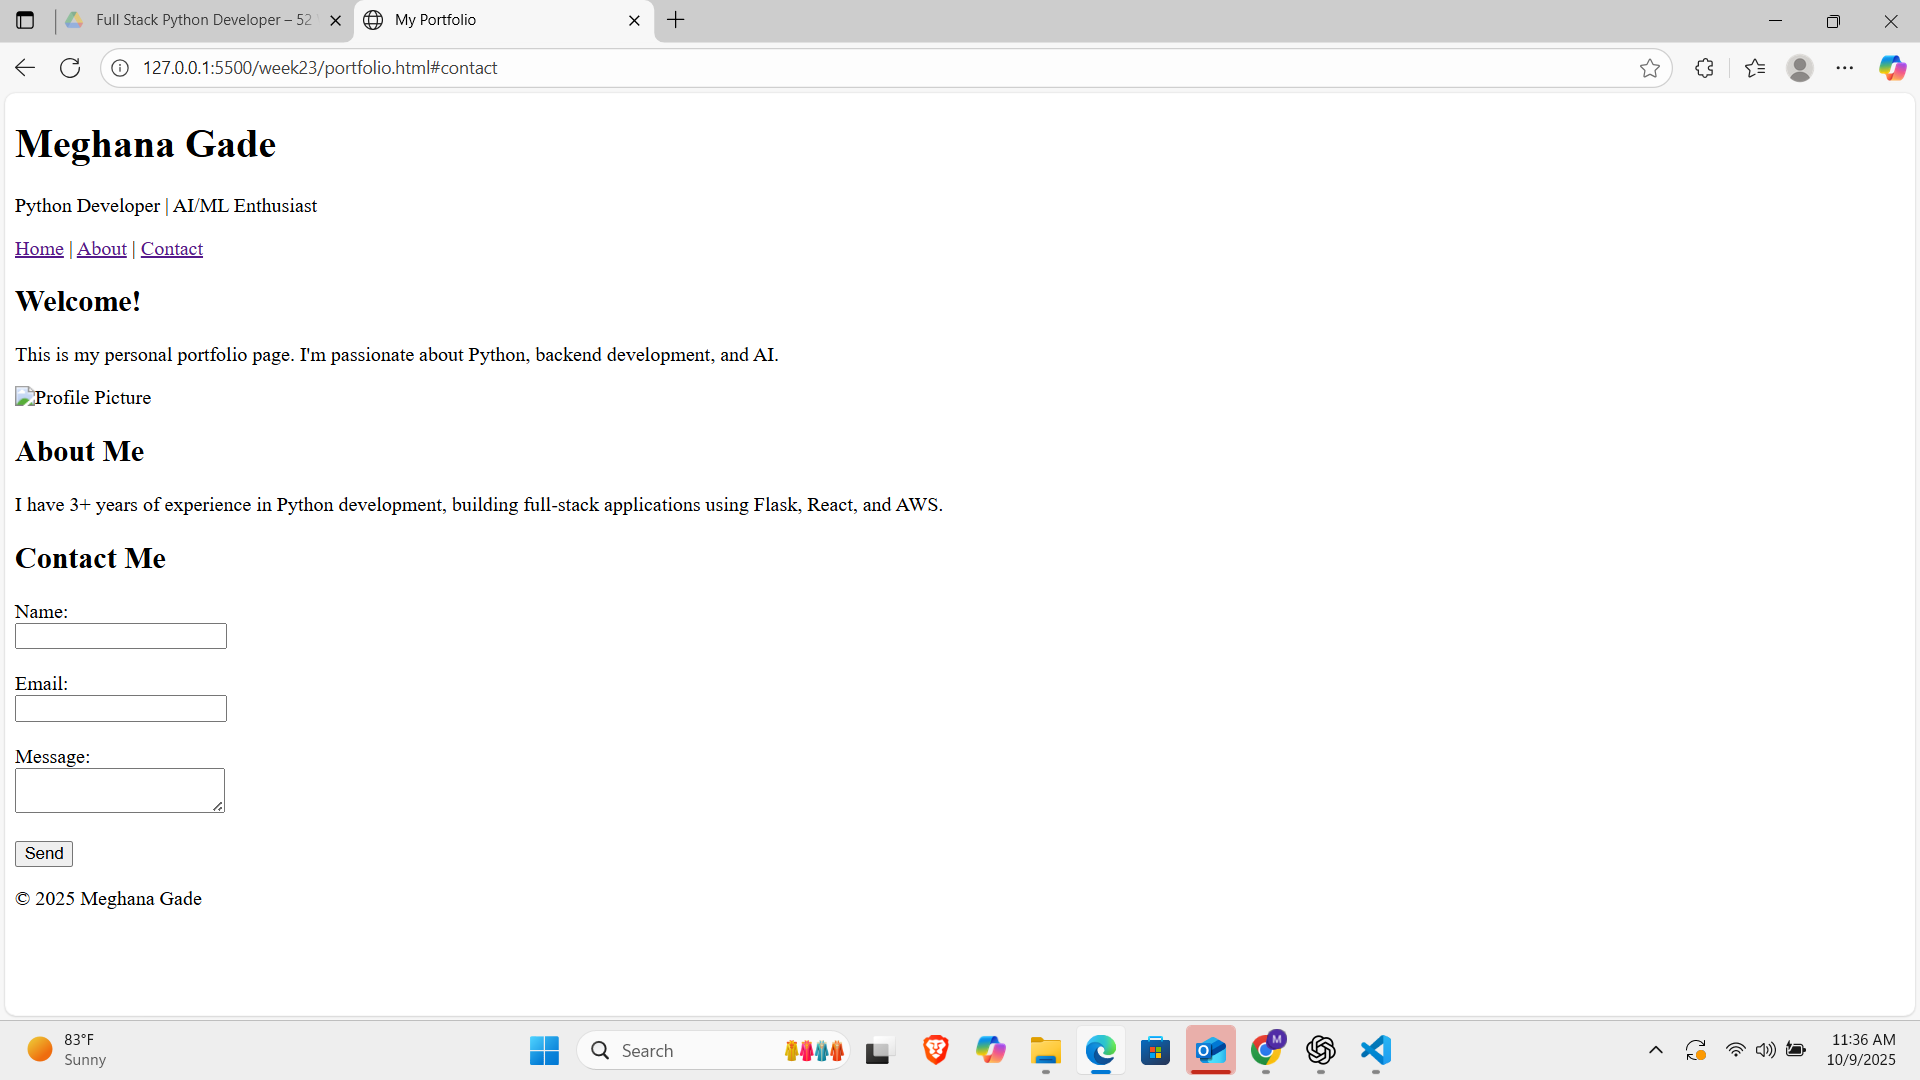 Full Stack Python Developer – 52
My Portfolio
127.0.0.1:5500/week23/portfolio.html#contact
Meghana Gade
Python Developer | AI/ML Enthusiast
Home | About | Contact
Welcome!
This is my personal portfolio page. I'm passionate about Python, backend development, and AI.
Profile Picture
About Me
I have 3+ years of experience in Python development, building full-stack applications using Flask, React, and AWS.
Contact Me
Name:
Email:
Message:
Send
© 2025 Meghana Gade
83°F
Sunny
Search
M
11:36 AM
10/9/2025